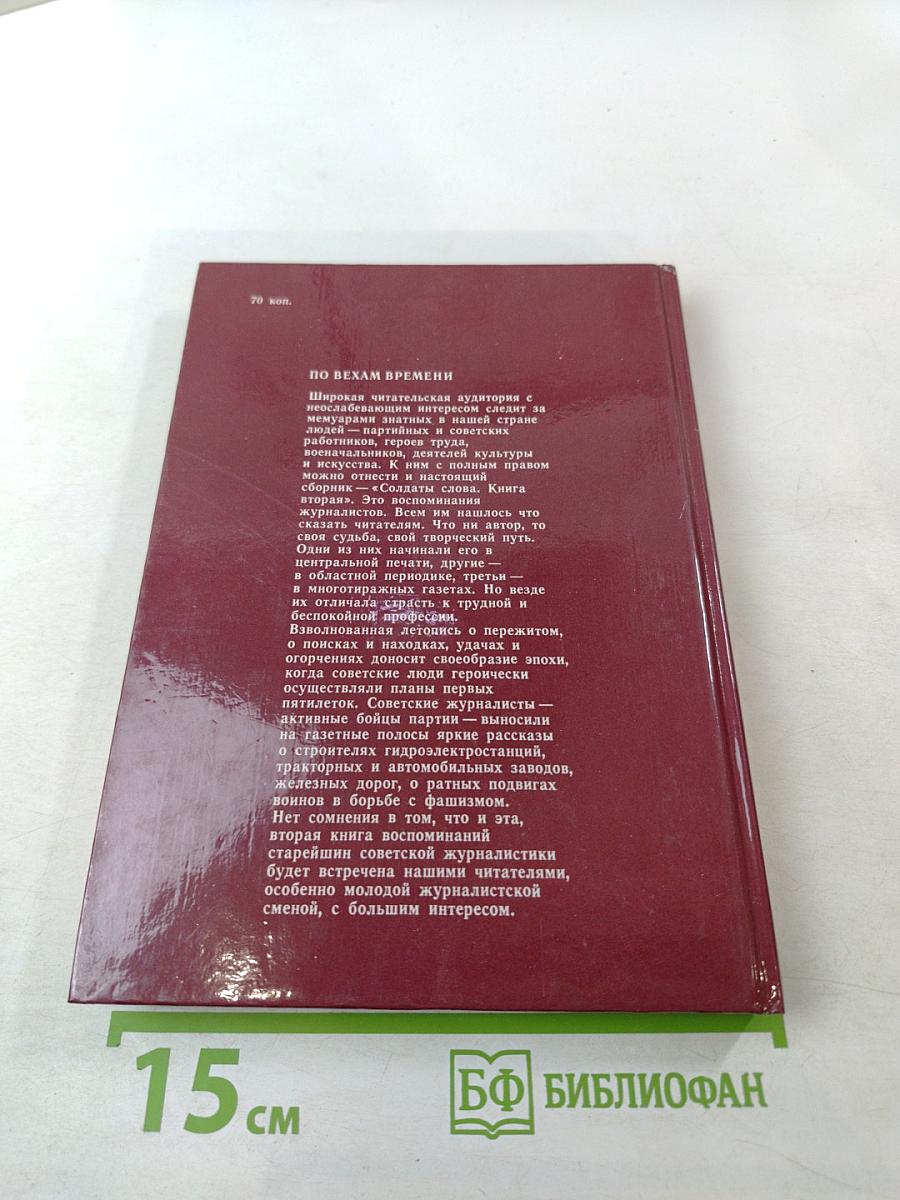 70 коп.
ПО ВЕХАМ ВРЕМЕНИ
Широкая читательская аудитория с
неослабевающим интересом следит за
мемуарами знатных в нашей стране
людей — партийных и советских
работников, героев труда,
военачальников, деятелей культуры
и искусства. К ним с полным правом
можно отнести и настоящий
сборник — «Солдаты слова. Книга
вторая». Это воспоминания
журналистов. Всем им нашлось что
сказать читателям. Что ни автор, то
своя судьба, свой творческий путь.
Одни из них начинали его в
центральной печати, другие —
в областной периодике, третьи —
в многотиражных газетах. Но везде
их отличала страсть к трудной и
беспокойной профессии.
Взволнованная летопись о пережитом,
о поисках и находках, удачах и
огорчениях доносит своеобразие эпохи,
когда советские люди героически
осуществляли планы первых
пятилеток. Советские журналисты —
активные бойцы партии — выносили
на газетные полосы яркие рассказы
о строителях гидроэлектростанций,
тракторных и автомобильных заводов,
железных дорог, о ратных подвигах
воинов в борьбе с фашизмом.
Нет сомнения в том, что и эта,
вторая книга воспоминаний
старейшин советской журналистики
будет встречена нашими читателями,
особенно молодой журналистской
сменой, с большим интересом.
15 см
БФ БИБЛИОФАН